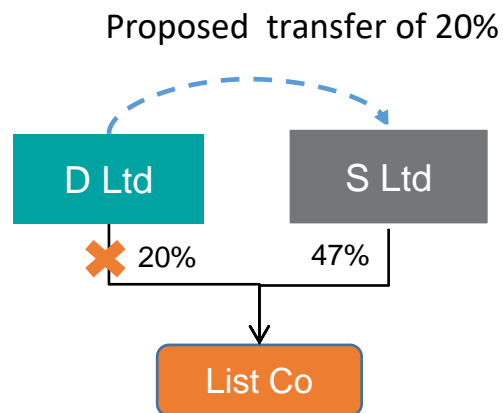 Proposed  transfer of 20%
D Ltd
S Ltd
20%
47%
List Co